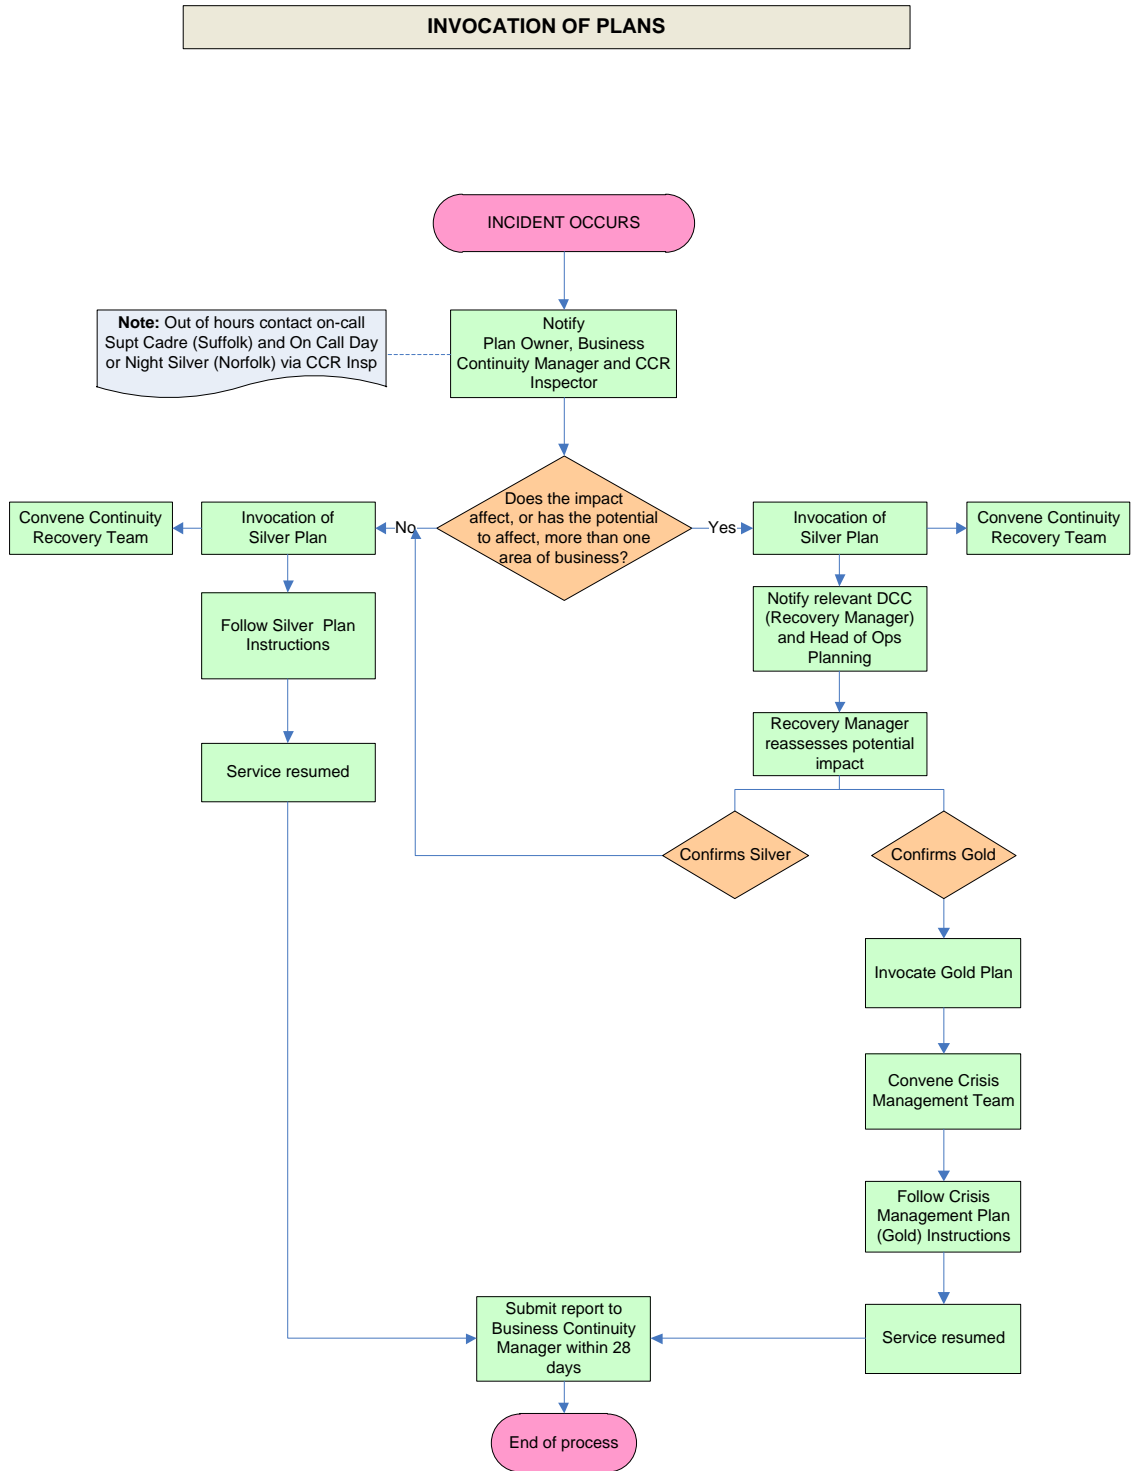 INVOCATION OF PLANS
INCIDENT OCCURS
Note: Out of hours contact on-call
Supt Cadre (Suffolk) and On Call Day
or Night Silver (Norfolk) via CCR Insp
Notify
Plan Owner, Business
Continuity Manager and CCR
Inspector
Does the impact
affect, or has the potential
to affect, more than one
area of business?
No
Yes
Convene Continuity
Recovery Team
Invocation of
Silver Plan
Invocation of
Silver Plan
Convene Continuity
Recovery Team
Follow Silver  Plan
Instructions
Notify relevant DCC
(Recovery Manager)
and Head of Ops
Planning
Recovery Manager
reassesses potential
impact
Service resumed
Confirms Silver
Confirms Gold
Invocate Gold Plan
Convene Crisis
Management Team
Follow Crisis
Management Plan
(Gold) Instructions
Submit report to
Business Continuity
Manager within 28
days
Service resumed
End of process